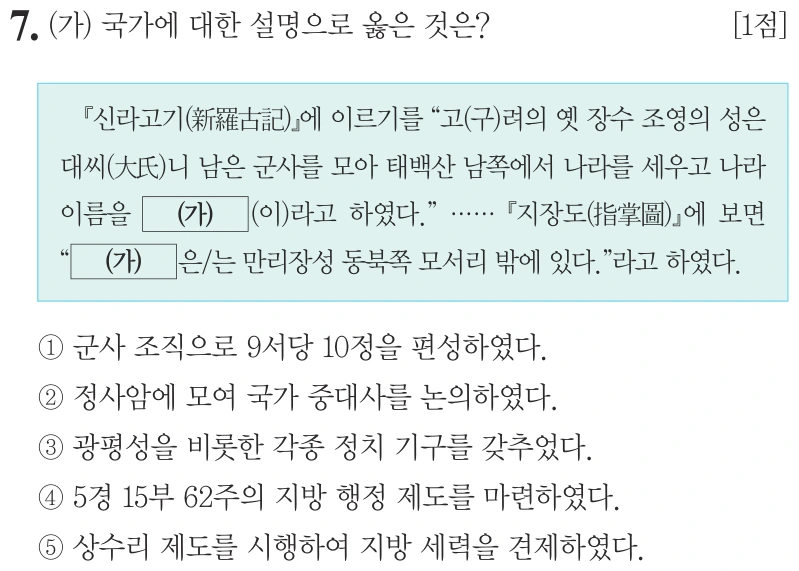 7. (가) 국가에 대한 설명으로 옳은 것은? [1점]
『신라고기(新羅古記)』에 이르기를 “고(구)려의 옛 장수 조영의 성은
대씨(大氏)니 남은 군사를 모아 태백산 남쪽에서 나라를 세우고 나라
이름을 (가) (이)라고 하였다.” …… 『지장도(指掌圖)』에 보면
“ (가) 은/는 만리장성 동북쪽 모서리 밖에 있다.”라고 하였다.
① 군사 조직으로 9서당 10정을 편성하였다.
② 정사암에 모여 국가 중대사를 논의하였다.
③ 광평성을 비롯한 각종 정치 기구를 갖추었다.
④ 5경 15부 62주의 지방 행정 제도를 마련하였다.
⑤ 상수리 제도를 시행하여 지방 세력을 견제하였다.